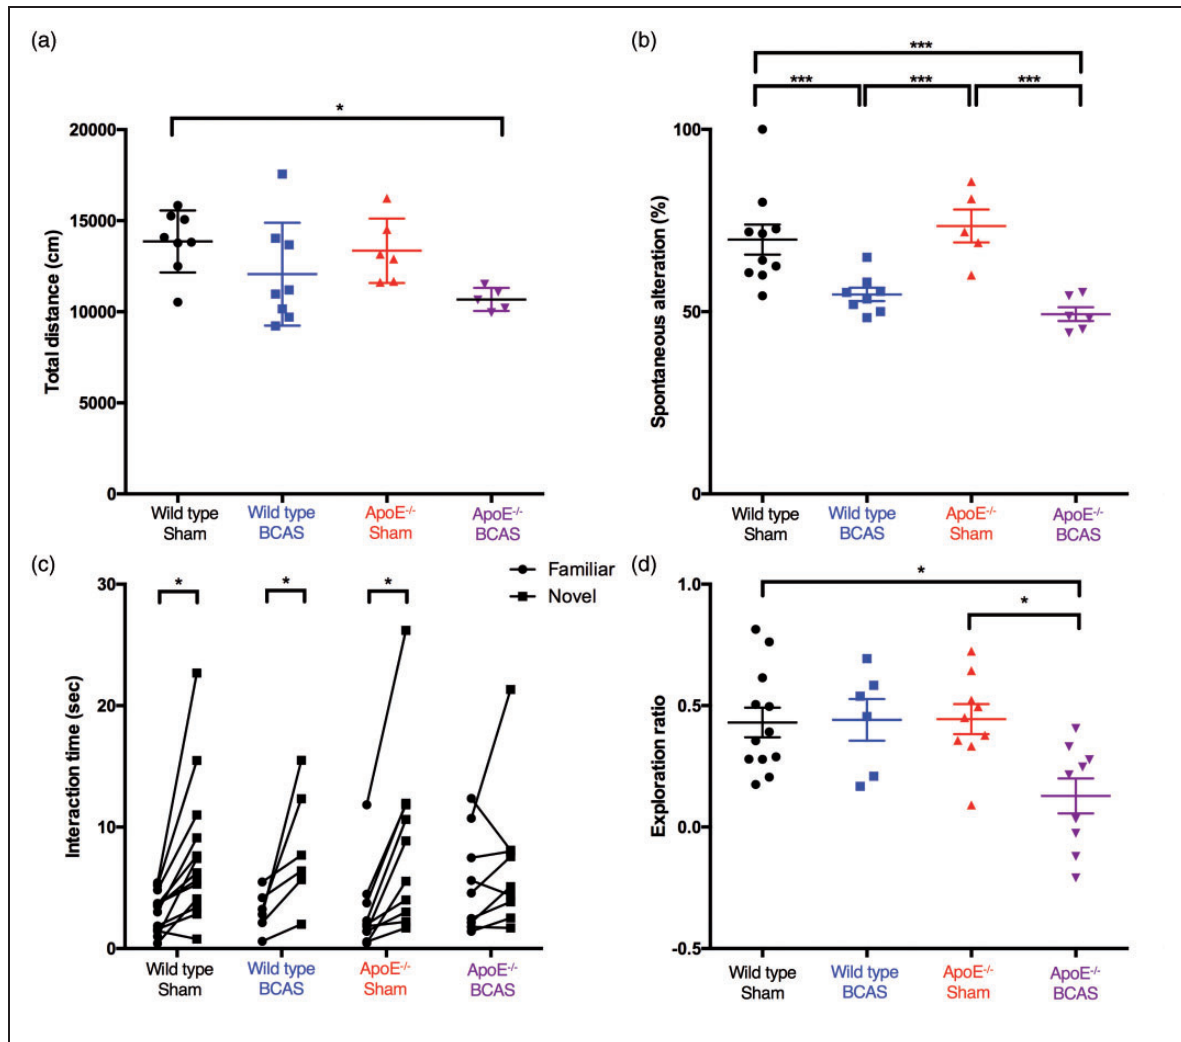 (a)
*
20000
15000
10000
5000
0
Total distance (cm)
Wild type
Sham
Wild type
BCAS
ApoE-/-
Sham
ApoE-/-
BCAS
(b)
***
*** *** ***
100
50
0
Spontaneous alteration (%)
Wild type
Sham
Wild type
BCAS
ApoE-/-
Sham
ApoE-/-
BCAS
(c)
Familiar
Novel
* * *
30
20
10
0
Interaction time (sec)
Wild type
Sham
Wild type
BCAS
ApoE-/-
Sham
ApoE-/-
BCAS
(d)
*
*
1.0
0.5
0.0
-0.5
Exploration ratio
Wild type
Sham
Wild type
BCAS
ApoE-/-
Sham
ApoE-/-
BCAS